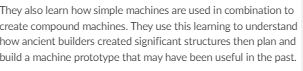 They also learn how simple machines are used in combination to
create compound machines. They use this learning to understand
how ancient builders created significant structures then plan and
build a machine prototype that may have been useful in the past.